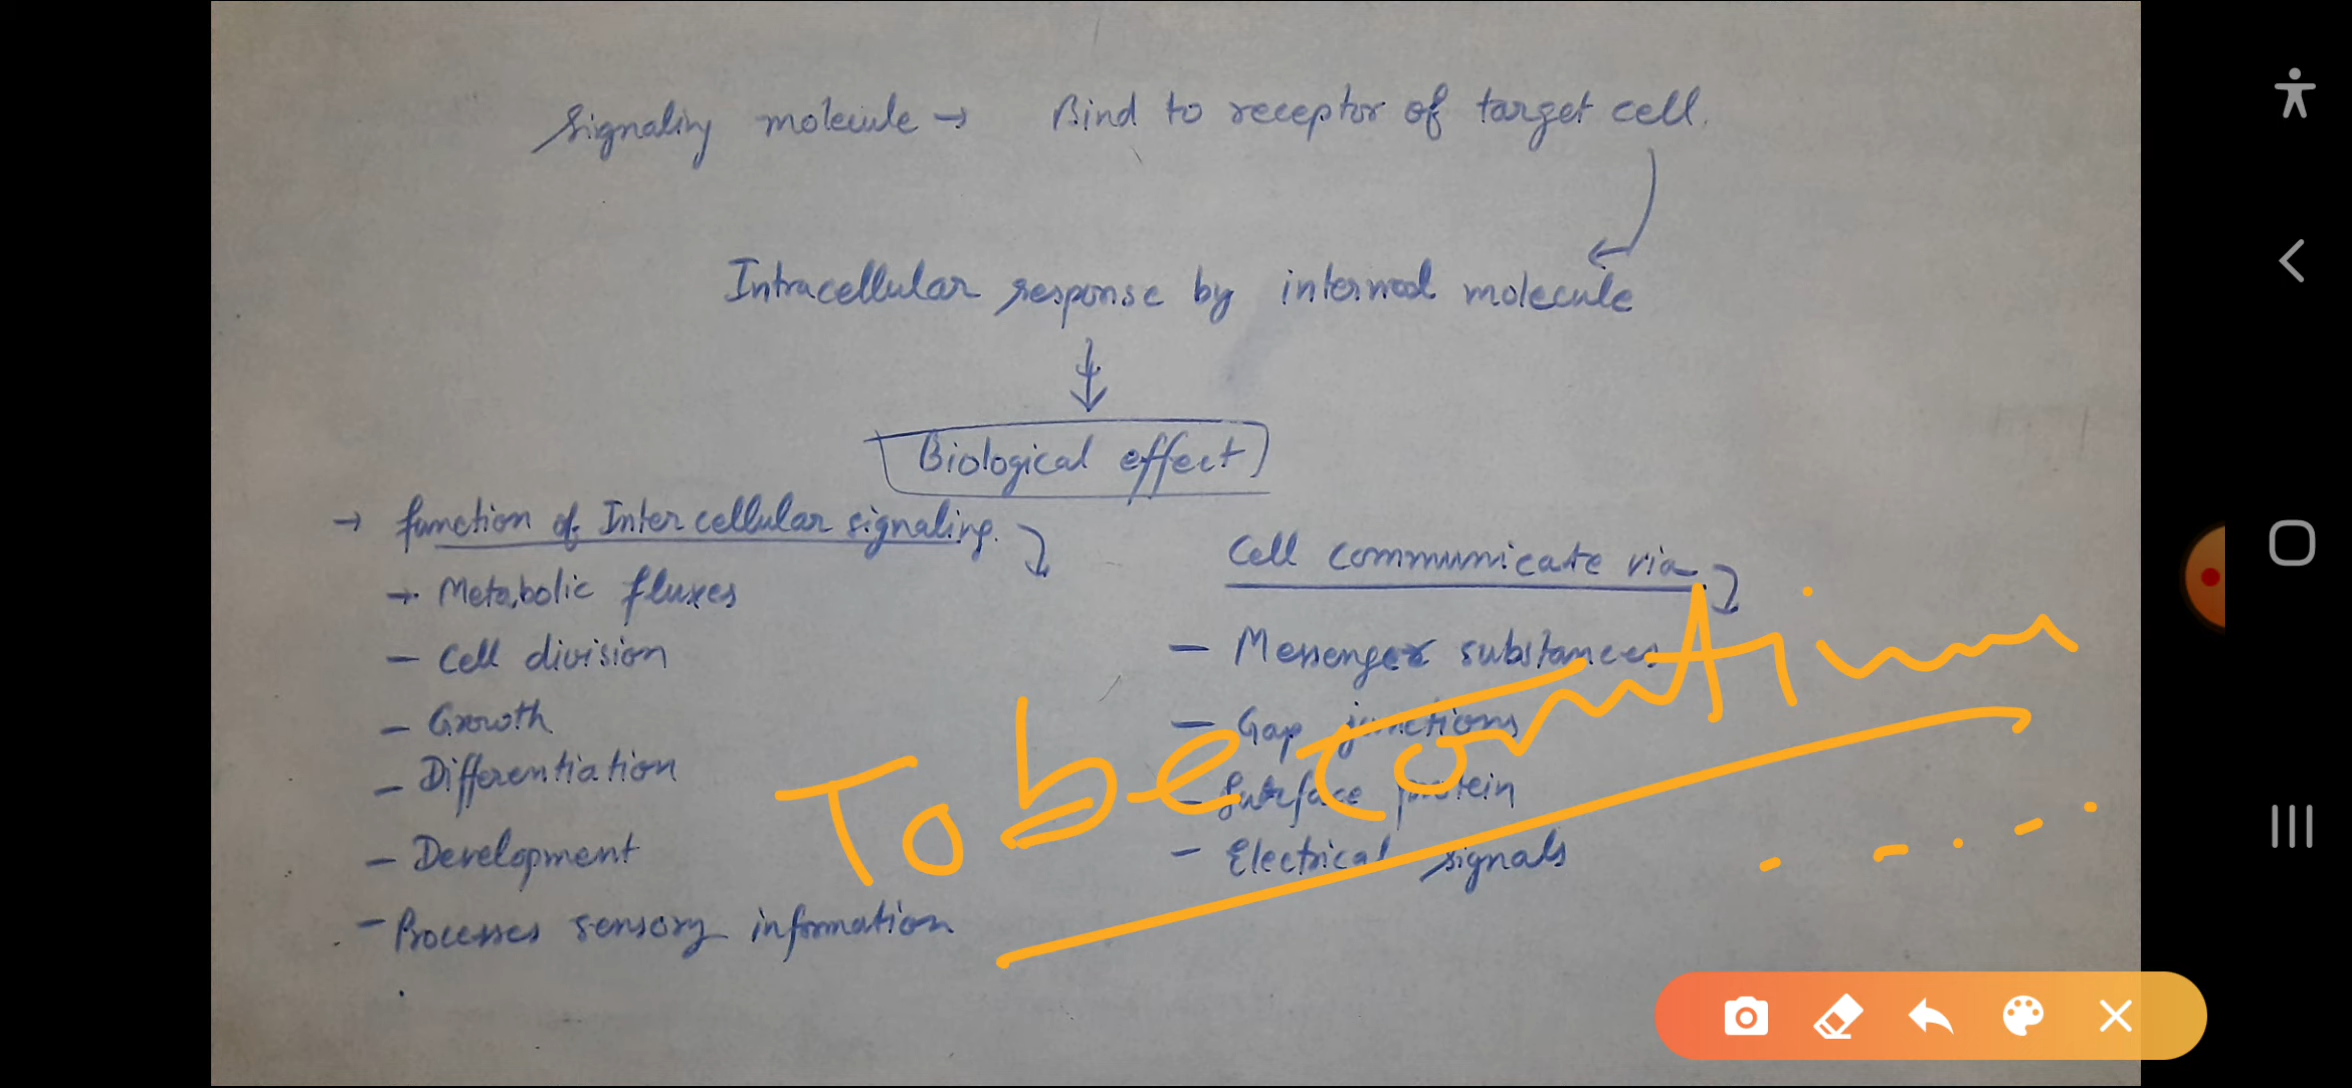 Signaling molecule → Bind to receptor of target cell.
Intracellular response by internal molecule
Biological effect
→ function of Inter cellular signaling.
→ Metabolic fluxes
- Cell division
- Growth
- Differentiation
- Development
- Processes sensory information
Cell communicate via
- Messenger substances
- Gap junctions
- Surface protein
- Electrical signals
To be continu